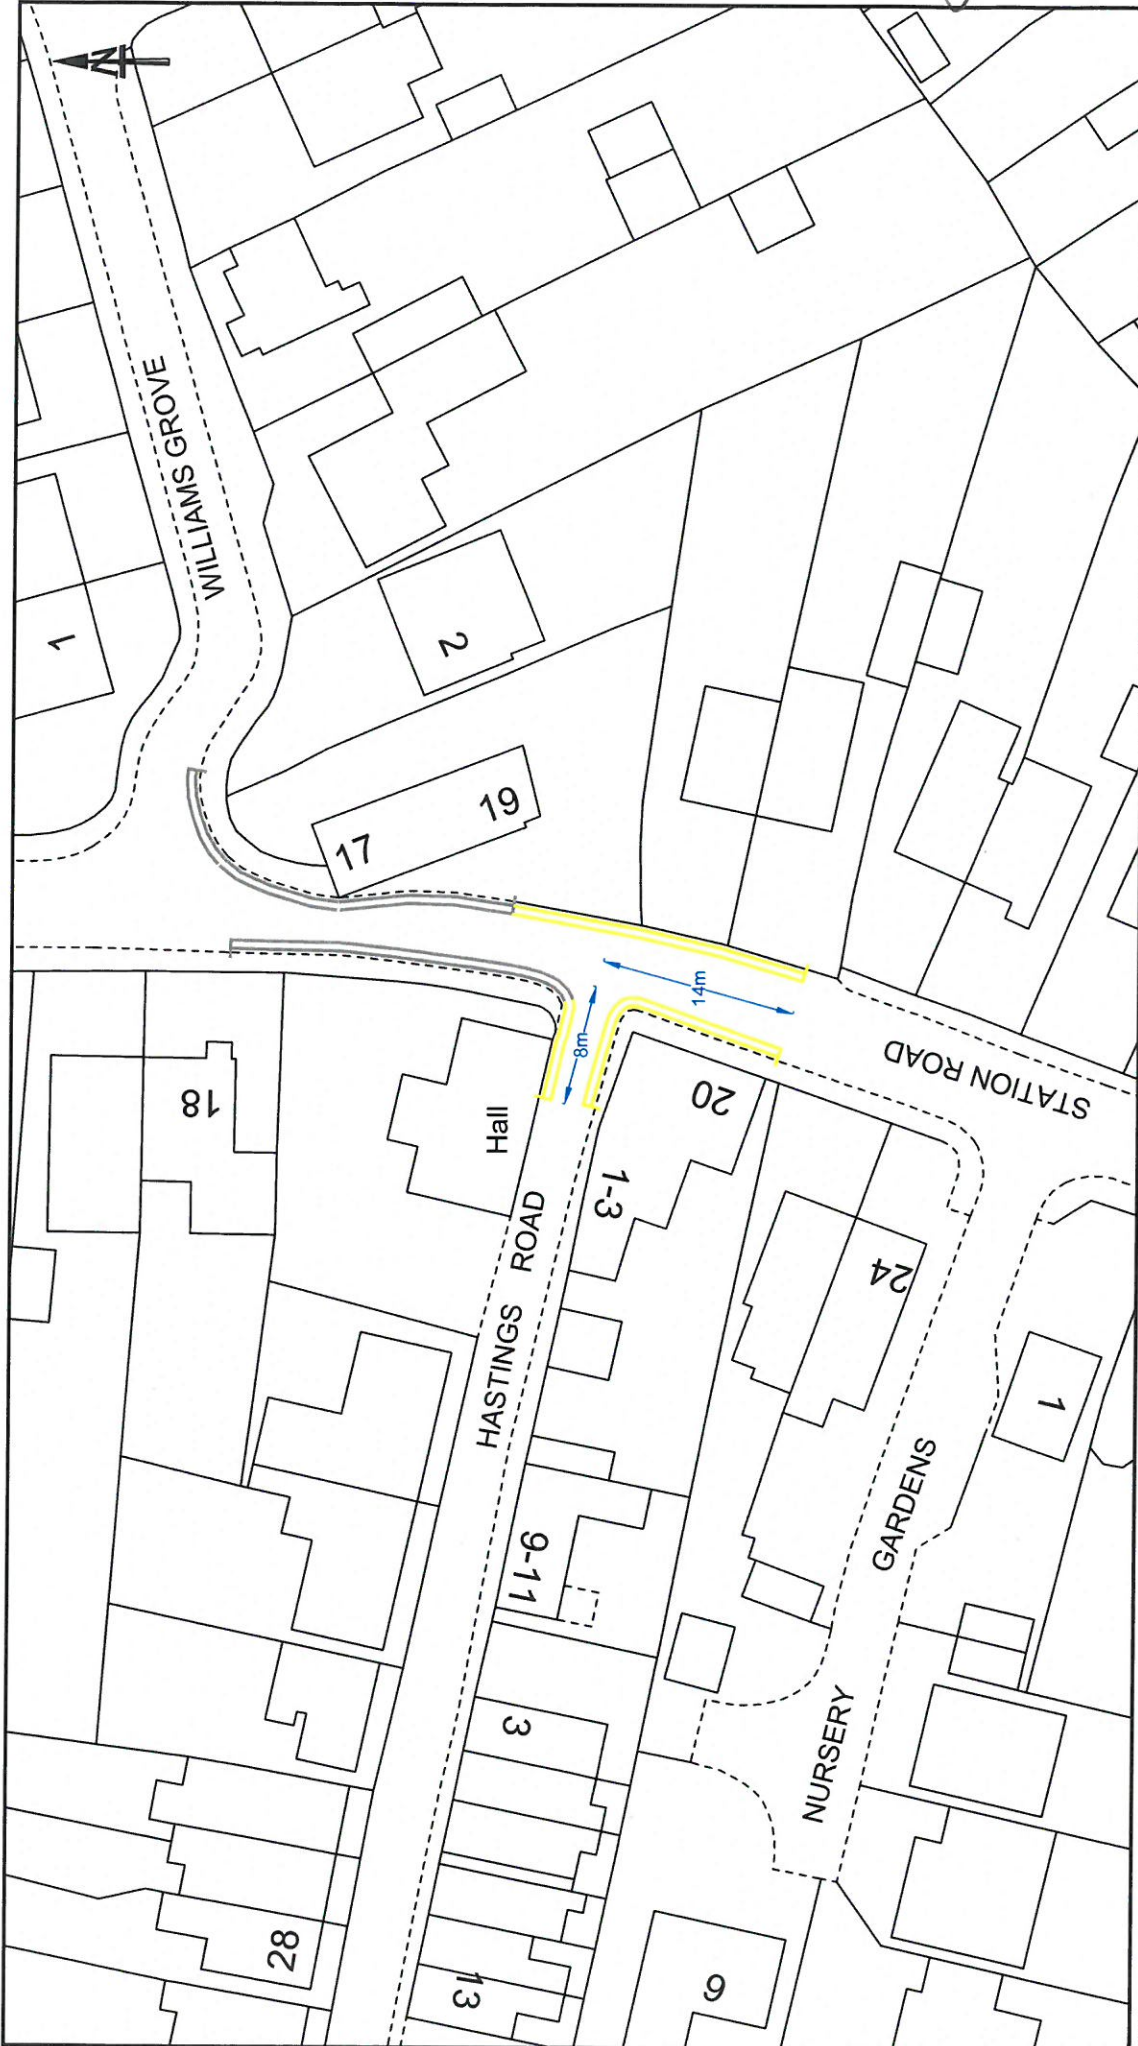 N
WILLIAMS GROVE
1
2
19
17
14m
8m
STATION ROAD
18
Hall
20
1-3
HASTINGS ROAD
24
1
GARDENS
9-11
3
NURSERY
28
13
9